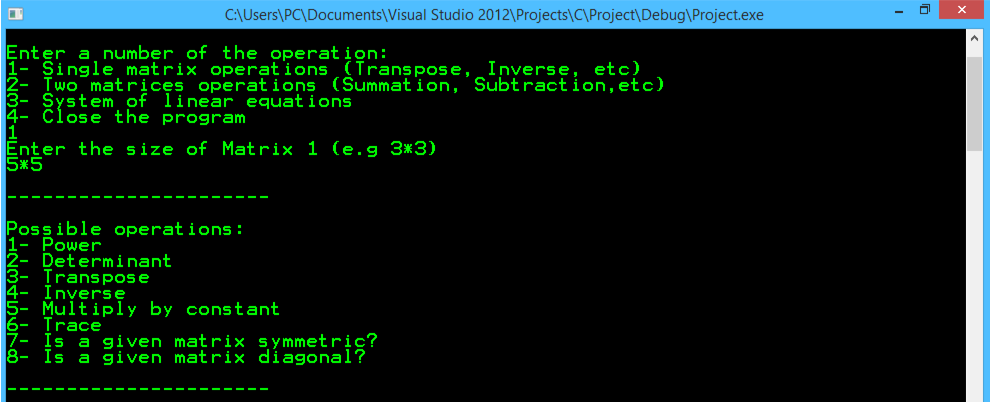 C:\Users\PC\Documents\Visual Studio 2012\Projects\C\Project\Debug\Project.exe
Enter a number of the operation:
1- Single matrix operations (Transpose, Inverse, etc)
2- Two matrices operations (Summation, Subtraction,etc)
3- System of linear equations
4- Close the program
1
Enter the size of Matrix 1 (e.g 3*3)
5*5
----------------------
Possible operations:
1- Power
2- Determinant
3- Transpose
4- Inverse
5- Multiply by constant
6- Trace
7- Is a given matrix symmetric?
8- Is a given matrix diagonal?
----------------------